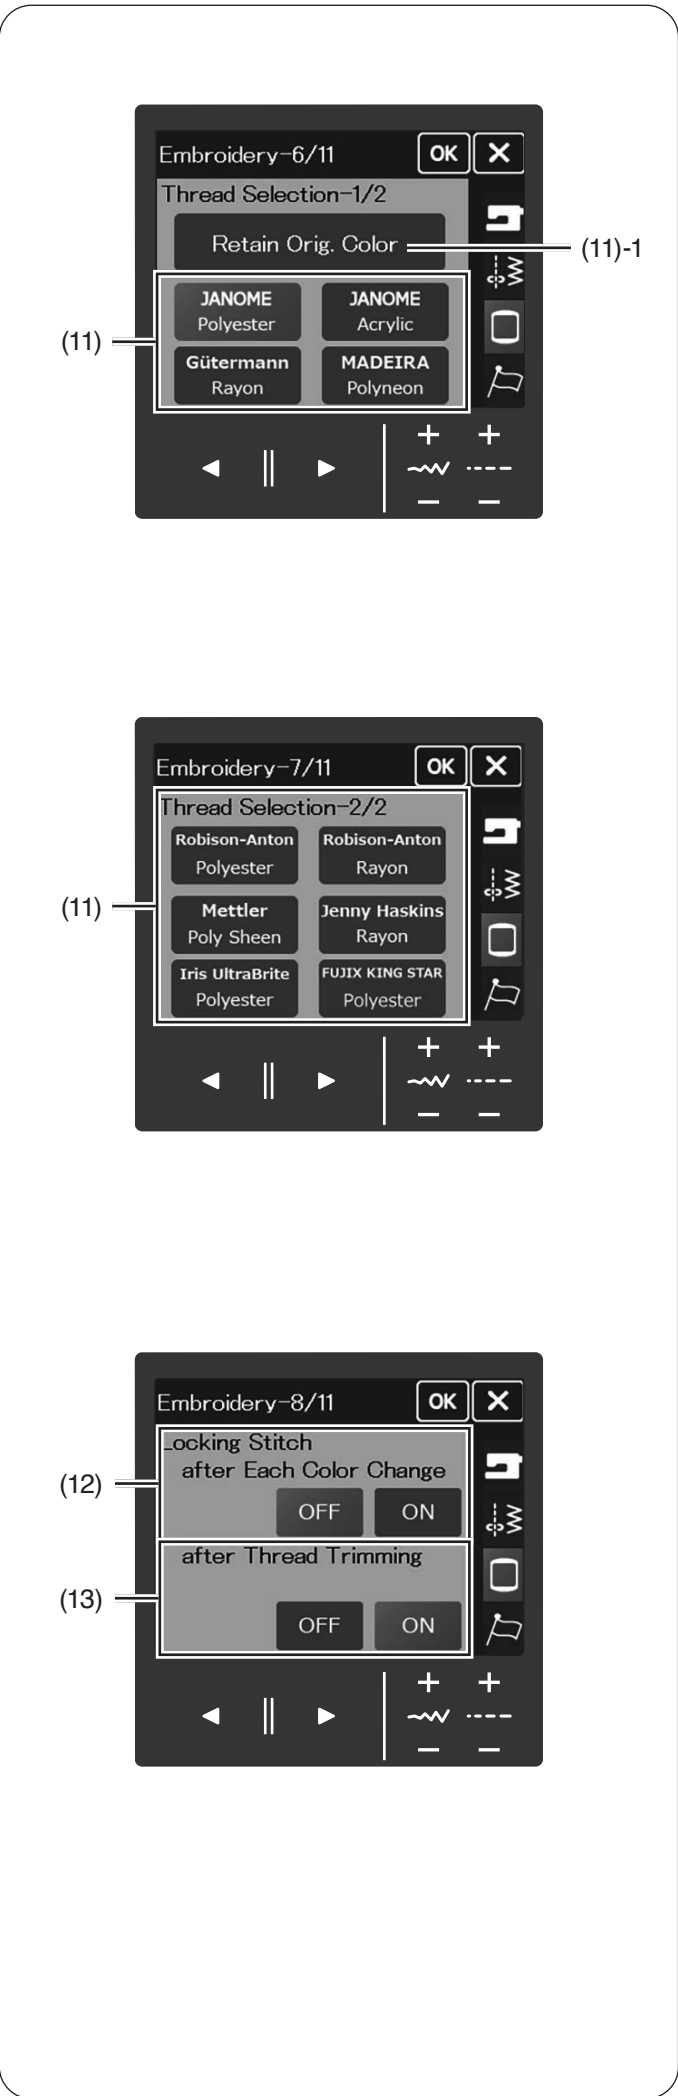 Embroidery-6/11 OK X
Thread Selection-1/2
Retain Orig. Color
(11)-1
(11)
JANOME JANOME
Polyester Acrylic
Gütermann MADEIRA
Rayon Polyneon
Embroidery-7/11 OK X
Thread Selection-2/2
(11)
Robison-Anton Robison-Anton
Polyester Rayon
Mettler Jenny Haskins
Poly Sheen Rayon
Iris UltraBrite FUJIX KING STAR
Polyester Polyester
Embroidery-8/11 OK X
(12)
Locking Stitch
after Each Color Change
OFF ON
(13)
after Thread Trimming
OFF ON